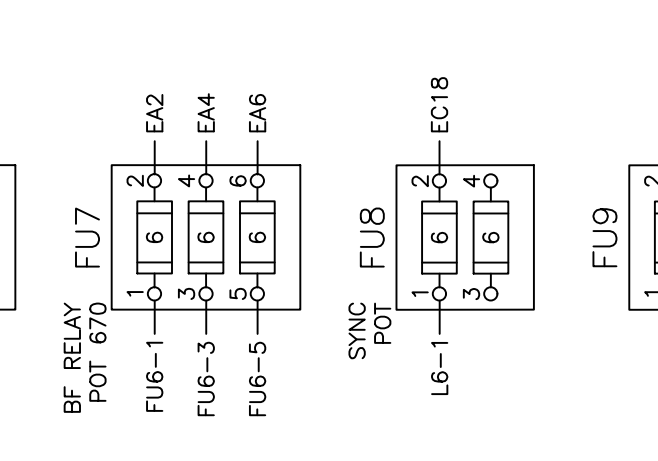 BF RELAY
POT 670
FU7
EA2
EA4
EA6
2
4
6
6
6
6
1
3
5
FU6-1
FU6-3
FU6-5
SYNC
POT
FU8
EC18
2
4
6
6
1
3
L6-1
FU9
2
1